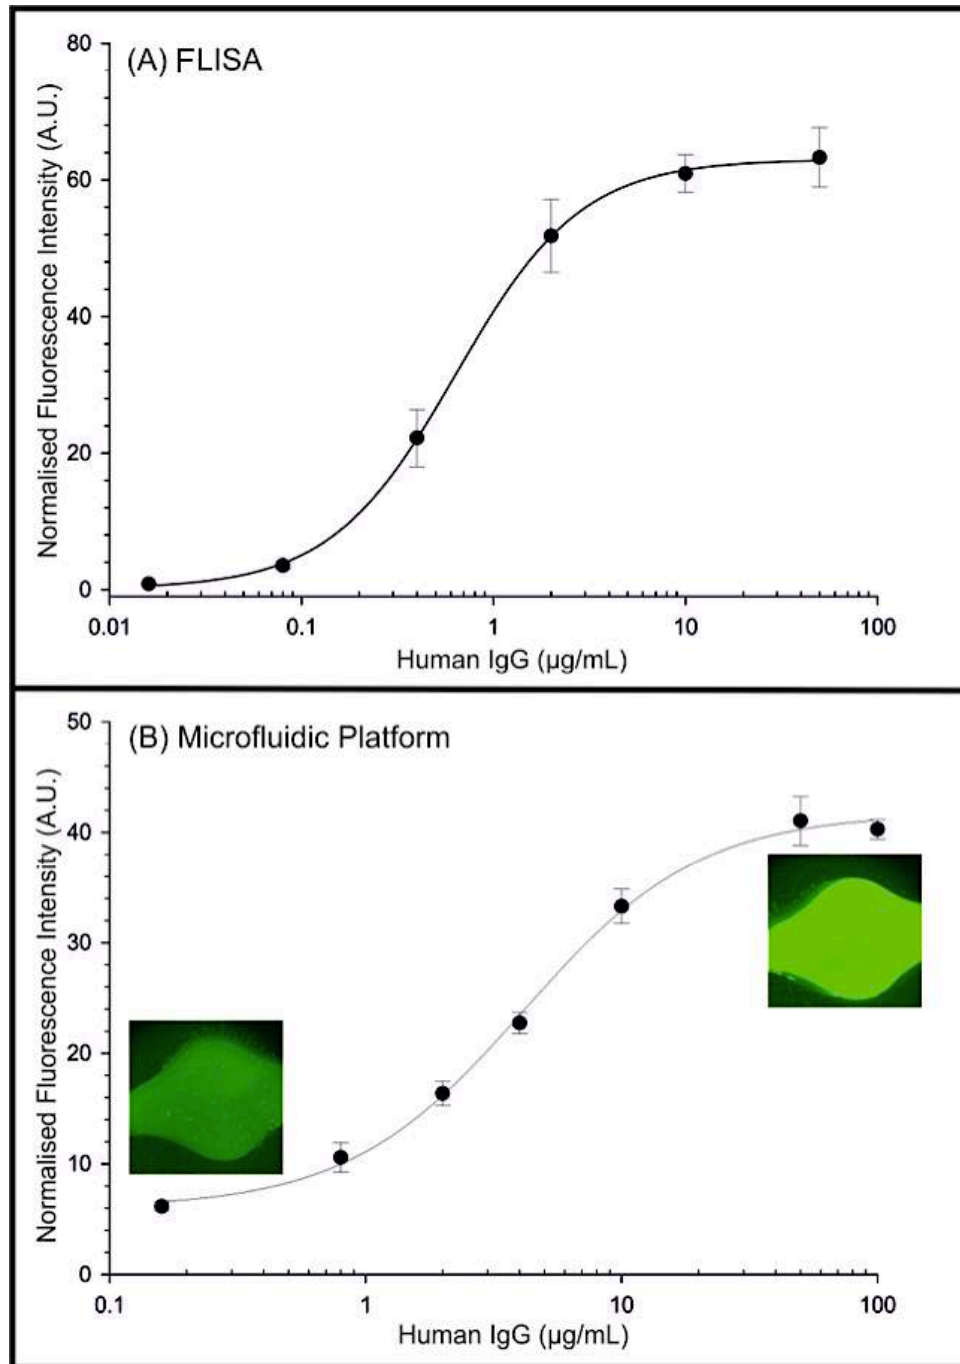 (A) FLISA
Normalised Fluorescence Intensity (A.U.)
80
60
40
20
0
0.01 0.1 1 10 100
Human IgG (µg/mL)
(B) Microfluidic Platform
Normalised Fluorescence Intensity (A.U.)
50
40
30
20
10
0
0.1 1 10 100
Human IgG (µg/mL)